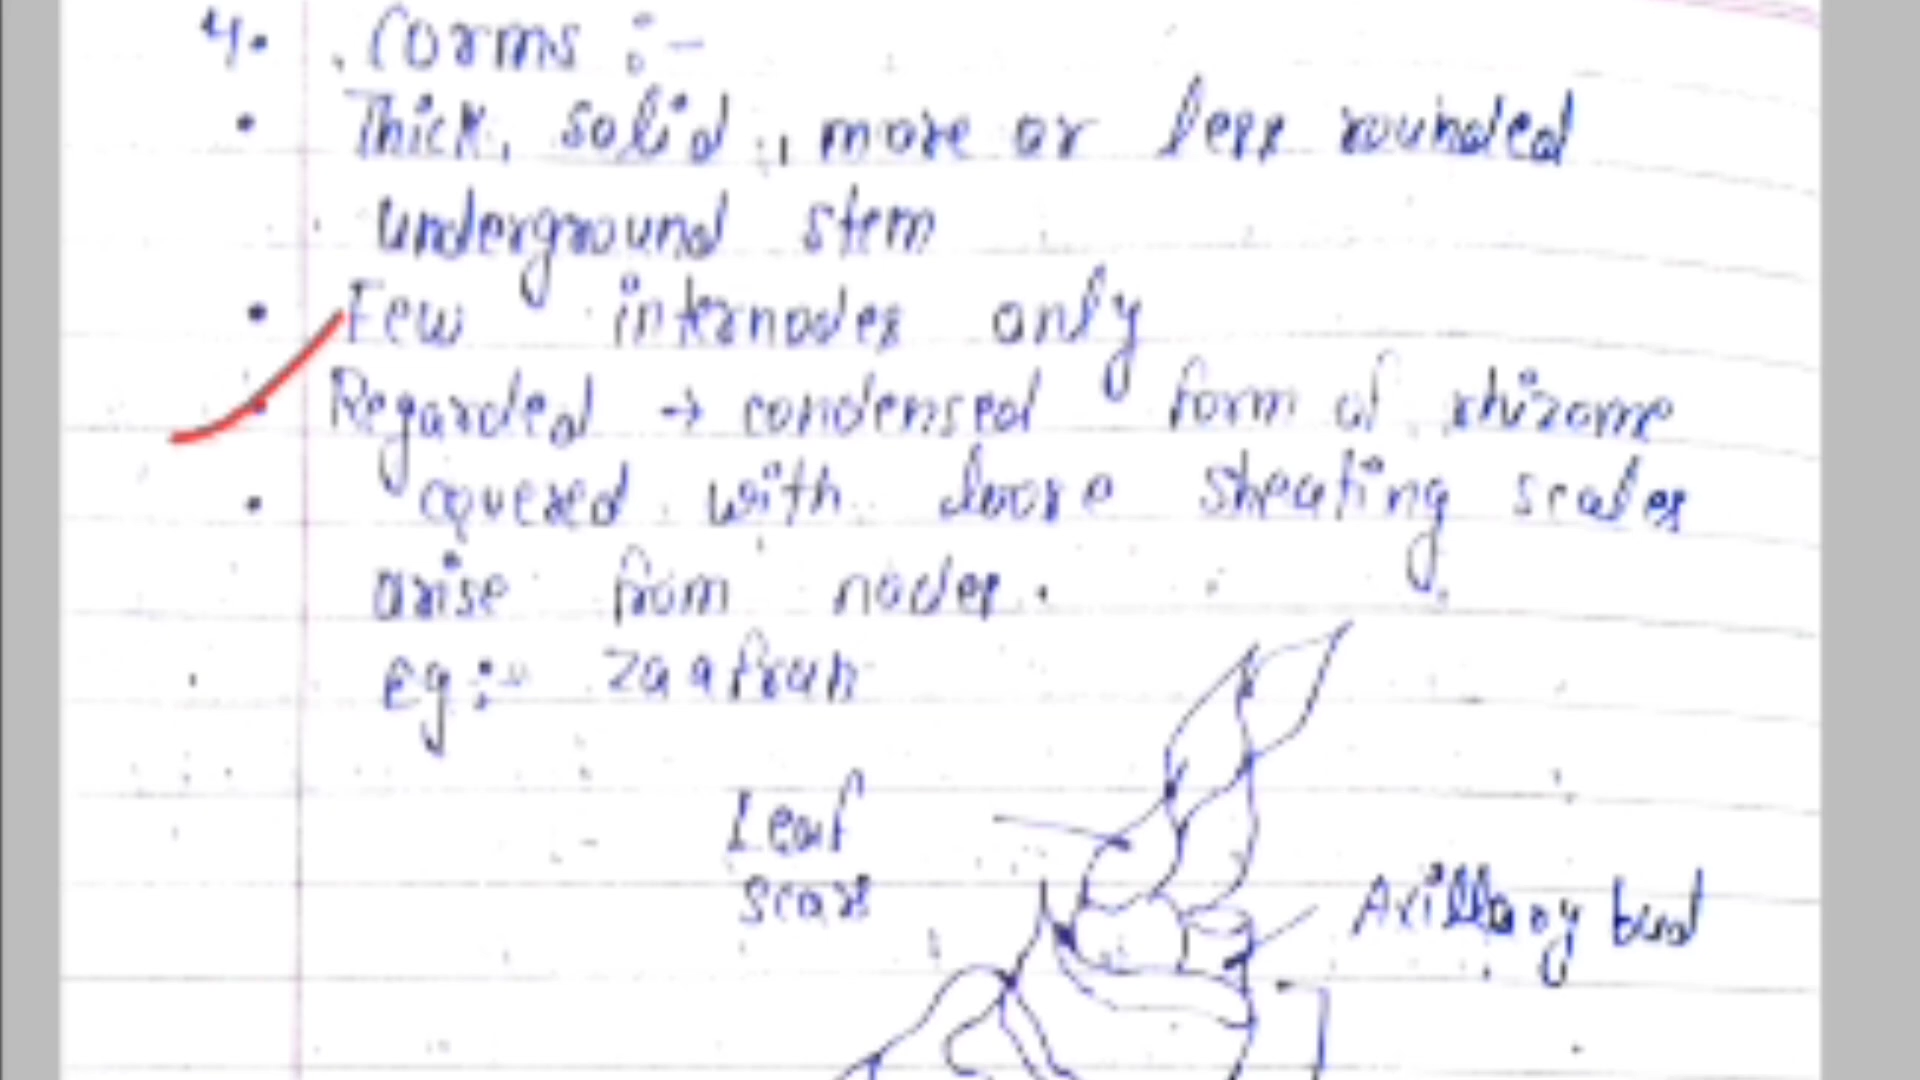 4. Corms :-
• Thick, solid, more or less rounded
underground stem
• Few internodes only
• Regarded → condensed form of rhizome
• covered with loose sheating scales
arise from nodes.
eg :- zaafran
Leaf
scars
Axillary bud